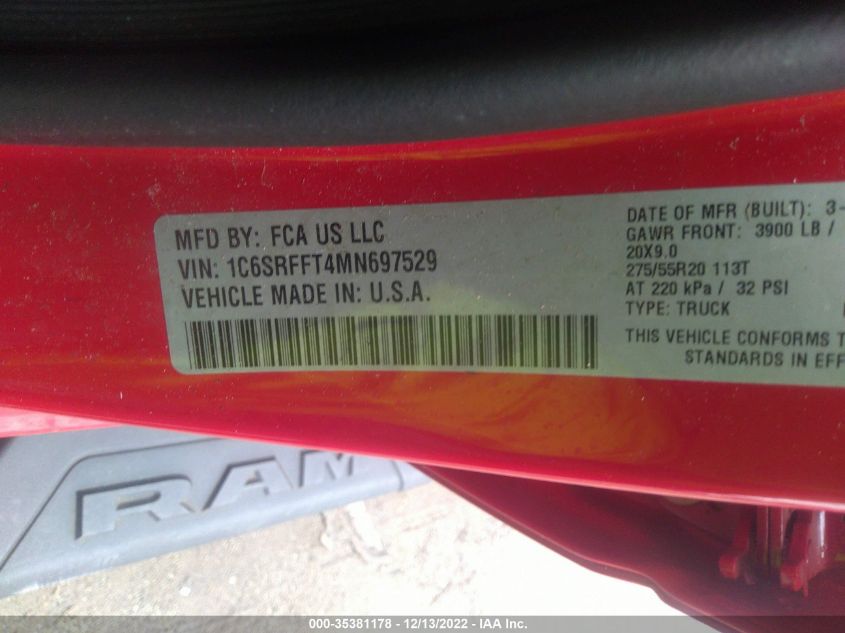 MFD BY: FCA US LLC
VIN: 1C6SRFFT4MN697529
VEHICLE MADE IN: U.S.A.
DATE OF MFR (BUILT): 3-
GAWR FRONT: 3900 LB /
20X9.0
275/55R20 113T
AT 220 kPa / 32 PSI
TYPE: TRUCK
THIS VEHICLE CONFORMS T
STANDARDS IN EFF
RAM
000-35381178 - 12/13/2022 - IAA Inc.